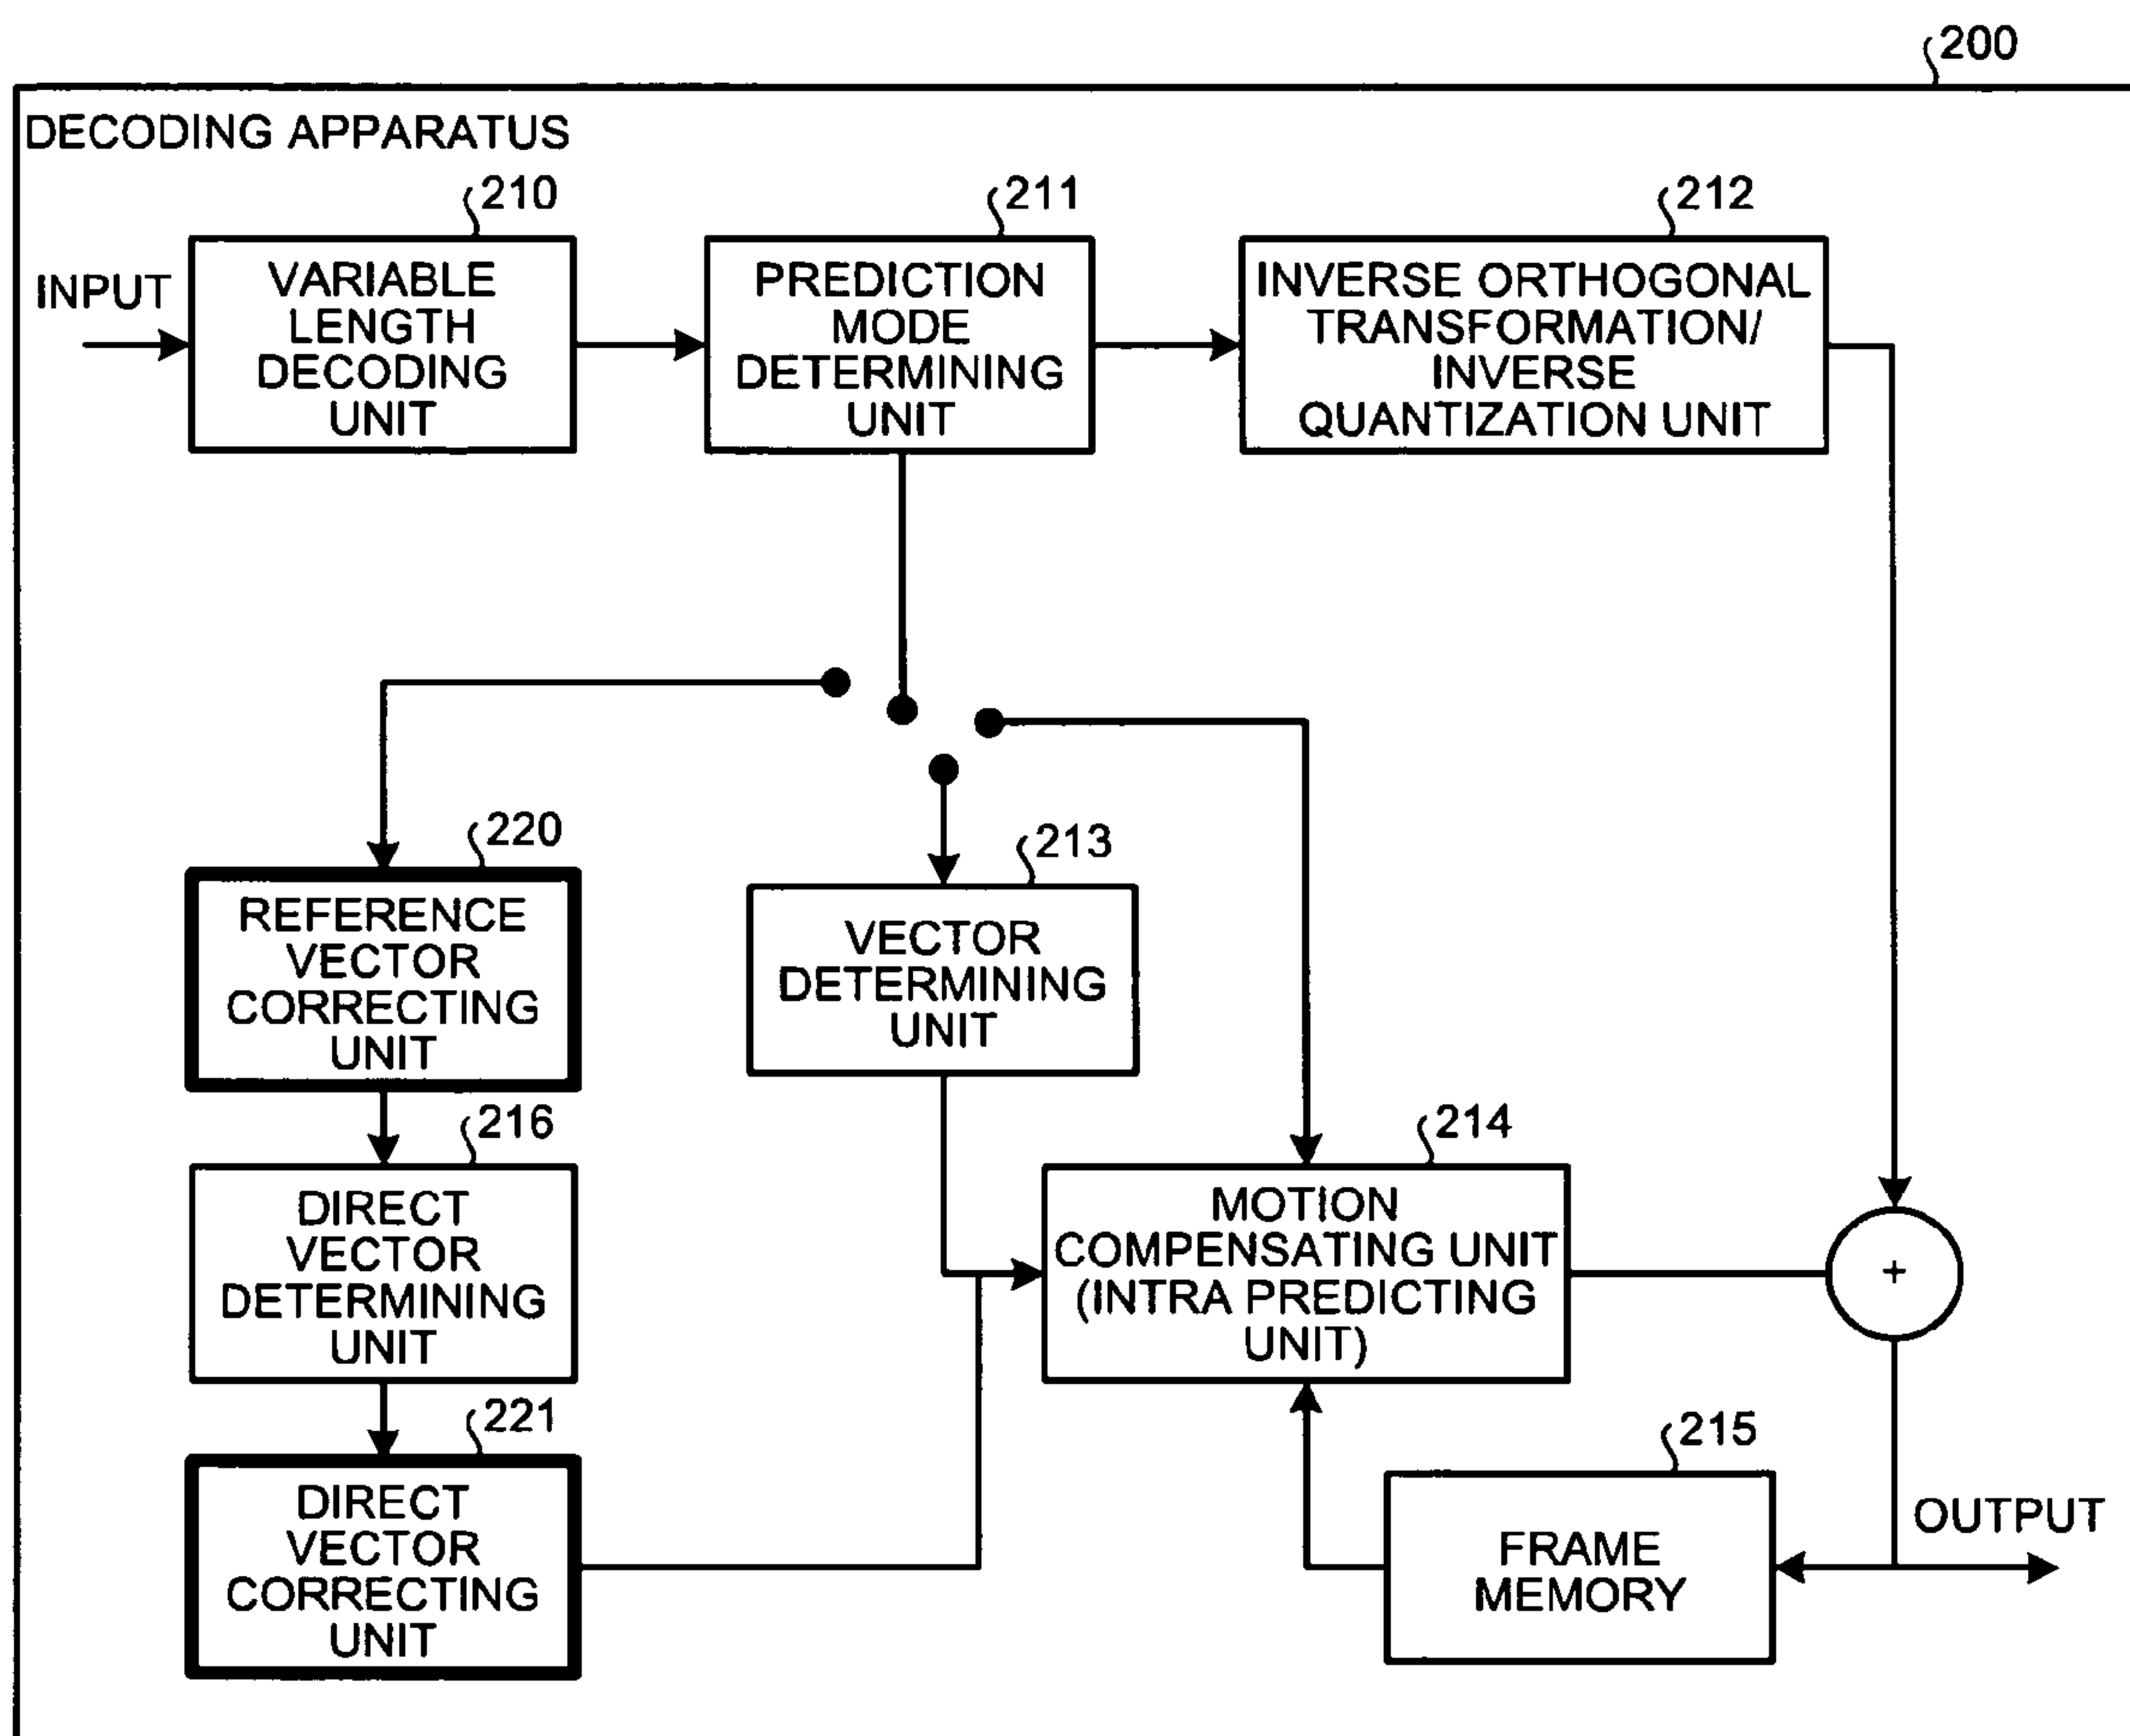 200
DECODING APPARATUS
210
211
212
INPUT
VARIABLE
LENGTH
DECODING
UNIT
PREDICTION
MODE
DETERMINING
UNIT
INVERSE ORTHOGONAL
TRANSFORMATION/
INVERSE
QUANTIZATION UNIT
220
REFERENCE
VECTOR
CORRECTING
UNIT
213
VECTOR
DETERMINING
UNIT
216
DIRECT
VECTOR
DETERMINING
UNIT
214
MOTION
COMPENSATING UNIT
(INTRA PREDICTING
UNIT)
+
221
DIRECT
VECTOR
CORRECTING
UNIT
215
FRAME
MEMORY
OUTPUT